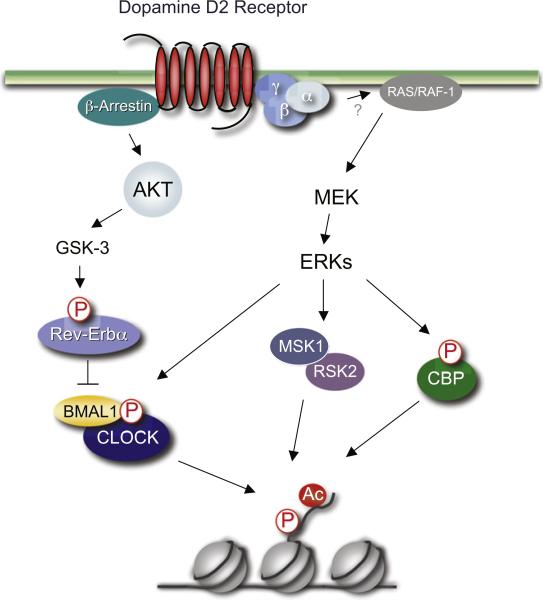 Dopamine D2 Receptor
β-Arrestin
γ
α
β
?
RAS/RAF-1
AKT
MEK
GSK-3
ERKs
P
Rev-Erbα
MSK1
RSK2
P
CBP
BMAL1
P
CLOCK
Ac
P